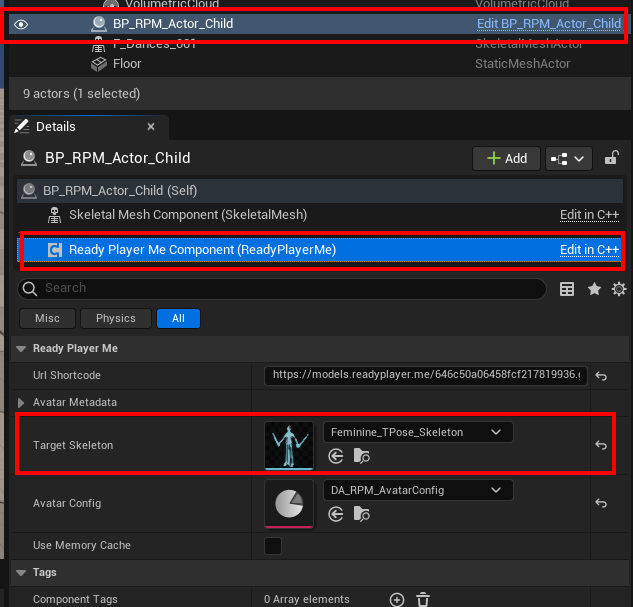 VolumetricCloud VolumetricCloud
BP_RPM_Actor_Child Edit BP_RPM_Actor_Child
F_Dances_001 SkeletalMeshActor
Floor StaticMeshActor
9 actors (1 selected)
Details
BP_RPM_Actor_Child Add
BP_RPM_Actor_Child (Self)
Skeletal Mesh Component (SkeletalMesh) Edit in C++
Ready Player Me Component (ReadyPlayerMe) Edit in C++
Search
Misc Physics All
Ready Player Me
Url Shortcode https://models.readyplayer.me/646c50a06458fcf217819936.g
Avatar Metadata
Target Skeleton Feminine_TPose_Skeleton
Avatar Config DA_RPM_AvatarConfig
Use Memory Cache
Tags
Component Tags 0 Array elements